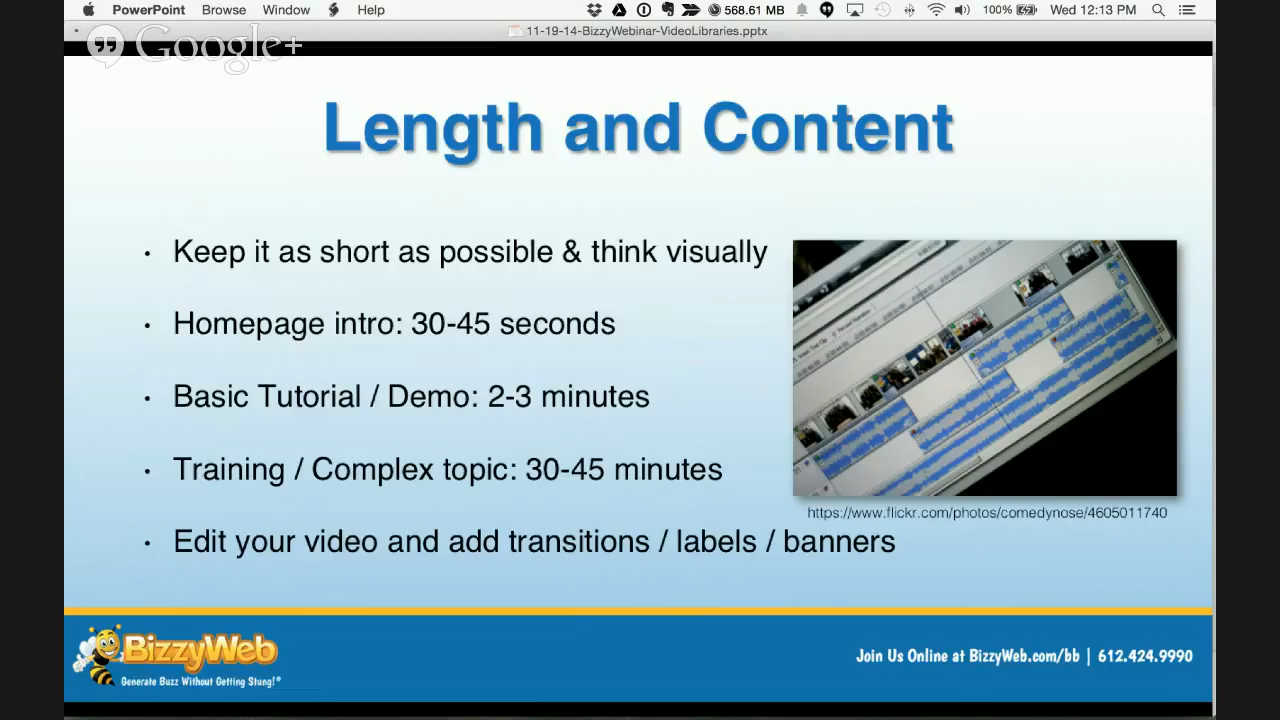 PowerPoint Browse Window Help 568.61 MB 100% Wed 12:13 PM
11-19-14-BizzyWebinar-VideoLibraries.pptx
Google+
Length and Content
• Keep it as short as possible & think visually
• Homepage intro: 30-45 seconds
• Basic Tutorial / Demo: 2-3 minutes
• Training / Complex topic: 30-45 minutes
https://www.flickr.com/photos/comedynose/4605011740
• Edit your video and add transitions / labels / banners
BizzyWeb
Generate Buzz Without Getting Stung!®
Join Us Online at BizzyWeb.com/bb | 612.424.9990